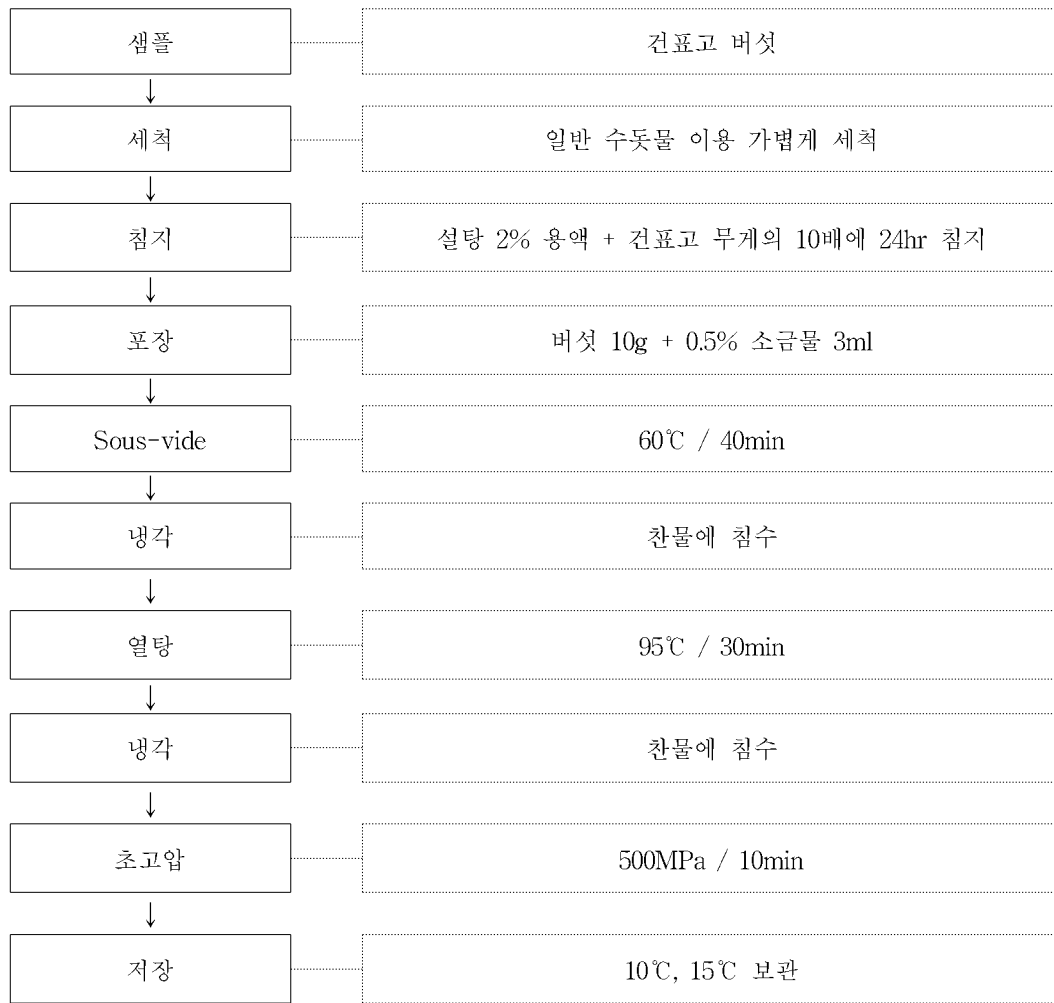 샘플 건표고 버섯
세척 일반 수돗물 이용 가볍게 세척
침지 설탕 2% 용액 + 건표고 무게의 10배에 24hr 침지
포장 버섯 10g + 0.5% 소금물 3ml
Sous-vide 60℃ / 40min
냉각 찬물에 침수
열탕 95℃ / 30min
냉각 찬물에 침수
초고압 500MPa / 10min
저장 10℃, 15℃ 보관